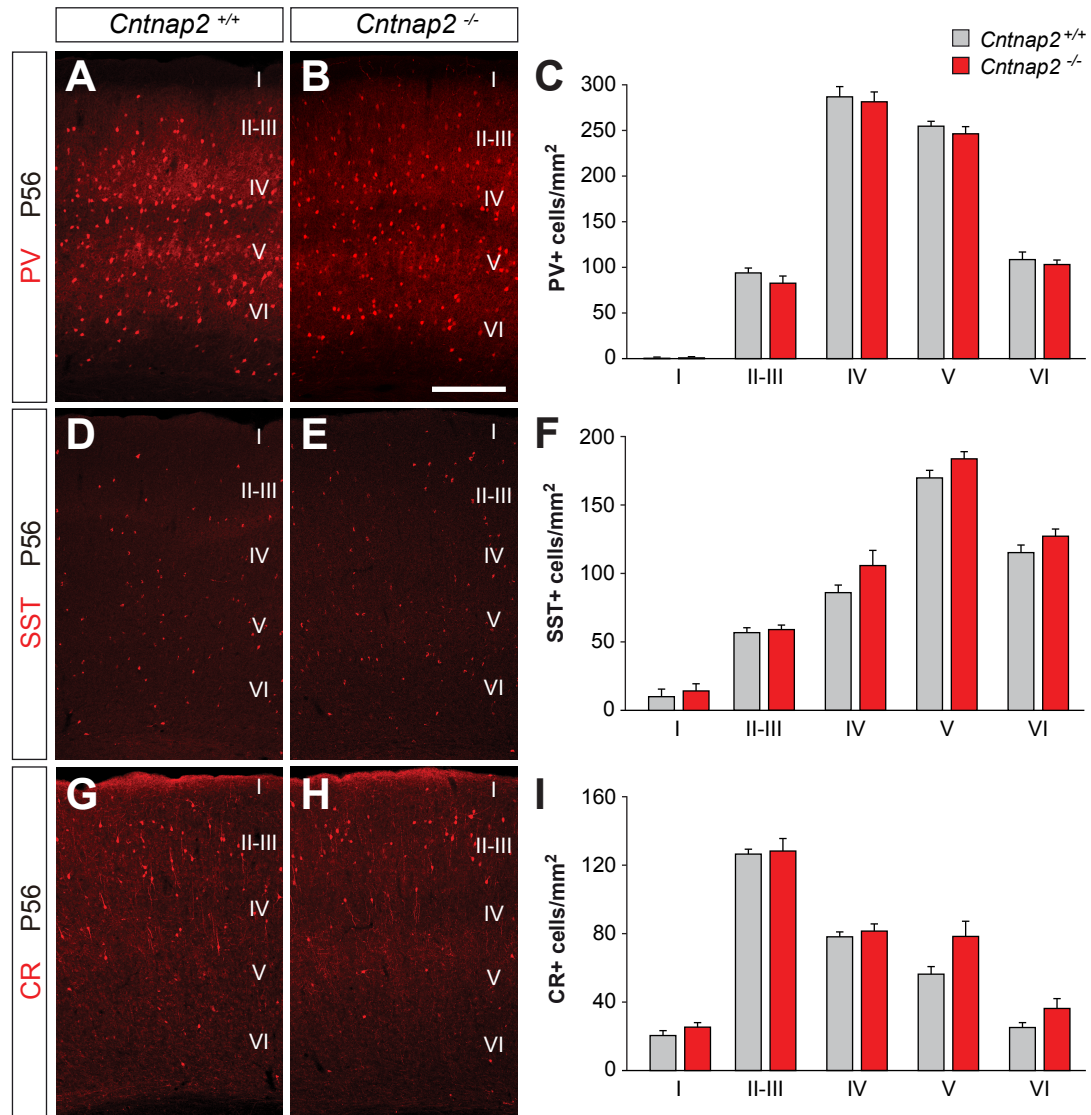 Cntnap2 +/+
Cntnap2 -/-
PV P56
A
I
II-III
IV
V
VI
B
I
II-III
IV
V
VI
C
Cntnap2 +/+
Cntnap2 -/-
PV+ cells/mm²
300
250
200
150
100
50
0
I II-III IV V VI
SST P56
D
I
II-III
IV
V
VI
E
I
II-III
IV
V
VI
F
SST+ cells/mm²
200
150
100
50
0
I II-III IV V VI
CR P56
G
I
II-III
IV
V
VI
H
I
II-III
IV
V
VI
I
CR+ cells/mm²
160
120
80
40
0
I II-III IV V VI